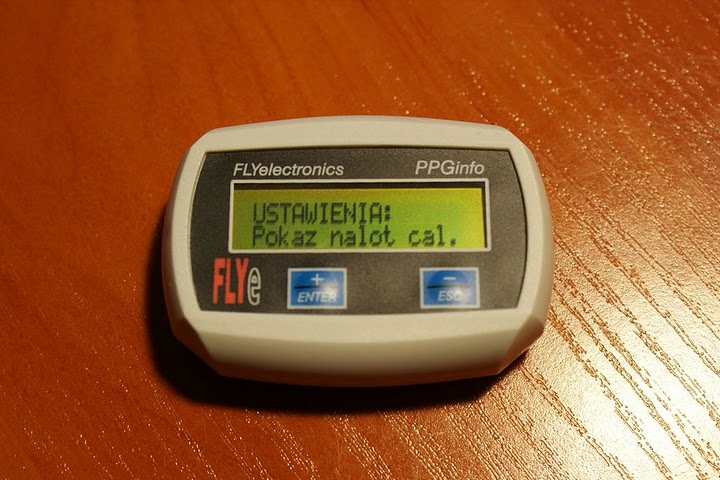 FLYelectronics PPGinfo
USTAWIENIA:
Pokaz nalot cal.
FLYe
+ −
ENTER ESC